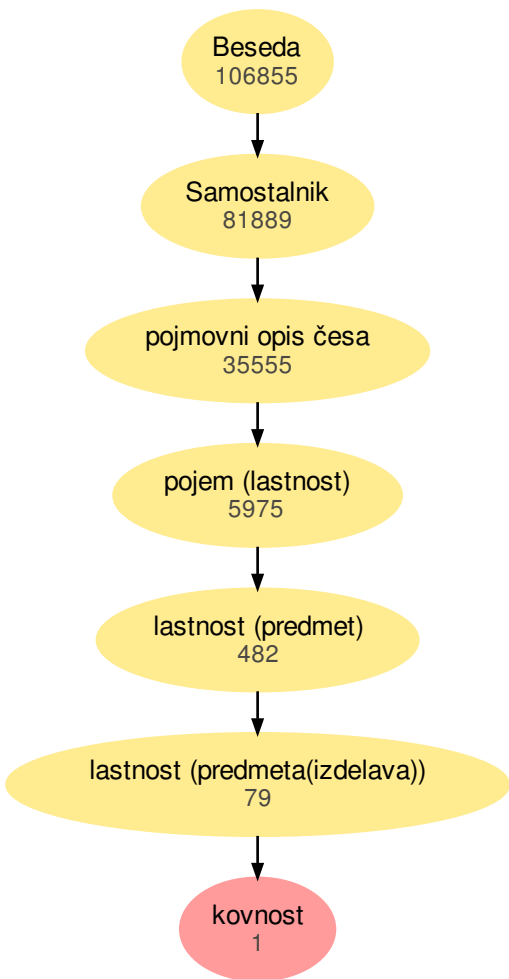 Beseda
106855
Samostalnik
81889
pojmovni opis česa
35555
pojem (lastnost)
5975
lastnost (predmet)
482
lastnost (predmeta(izdelava))
79
kovnost
1